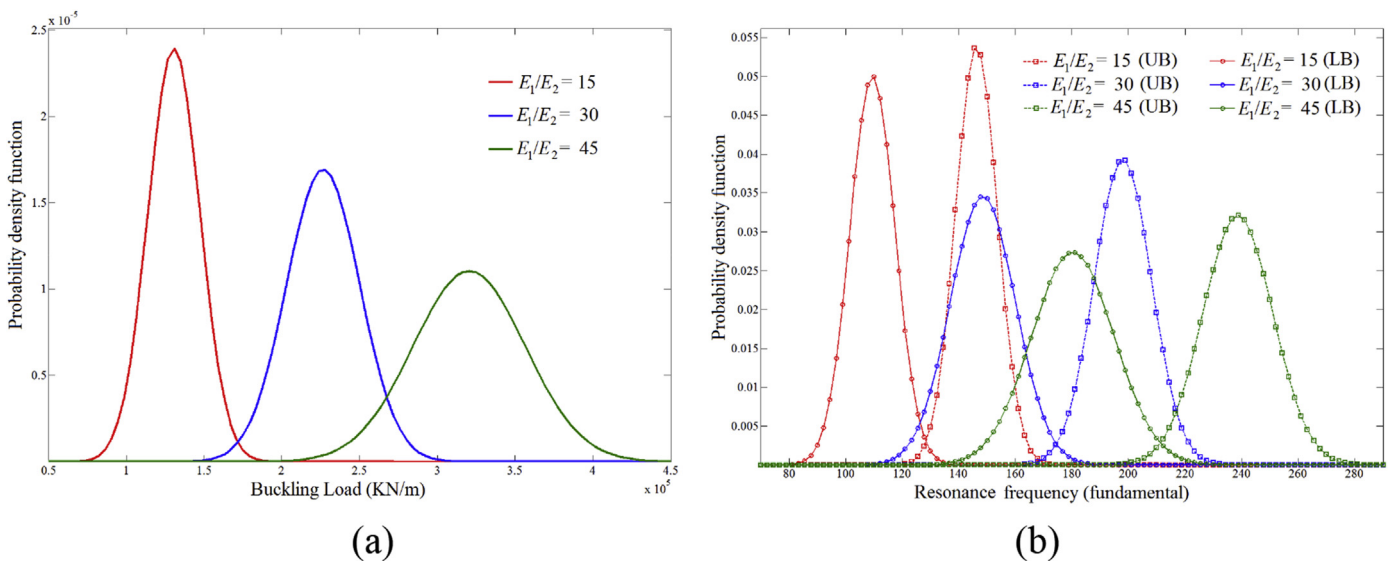 x 10^-5
2.5
2
1.5
1
0.5
Probability density function
E1/E2 = 15
E1/E2 = 30
E1/E2 = 45
0.5 1 1.5 2 2.5 3 3.5 4 4.5
Buckling Load (KN/m)
x 10^5
(a)
0.055
0.05
0.045
0.04
0.035
0.03
0.025
0.02
0.015
0.01
0.005
Probability density function
E1/E2 = 15 (UB) E1/E2 = 15 (LB)
E1/E2 = 30 (UB) E1/E2 = 30 (LB)
E1/E2 = 45 (UB) E1/E2 = 45 (LB)
80 100 120 140 160 180 200 220 240 260 280
Resonance frequency (fundamental)
(b)